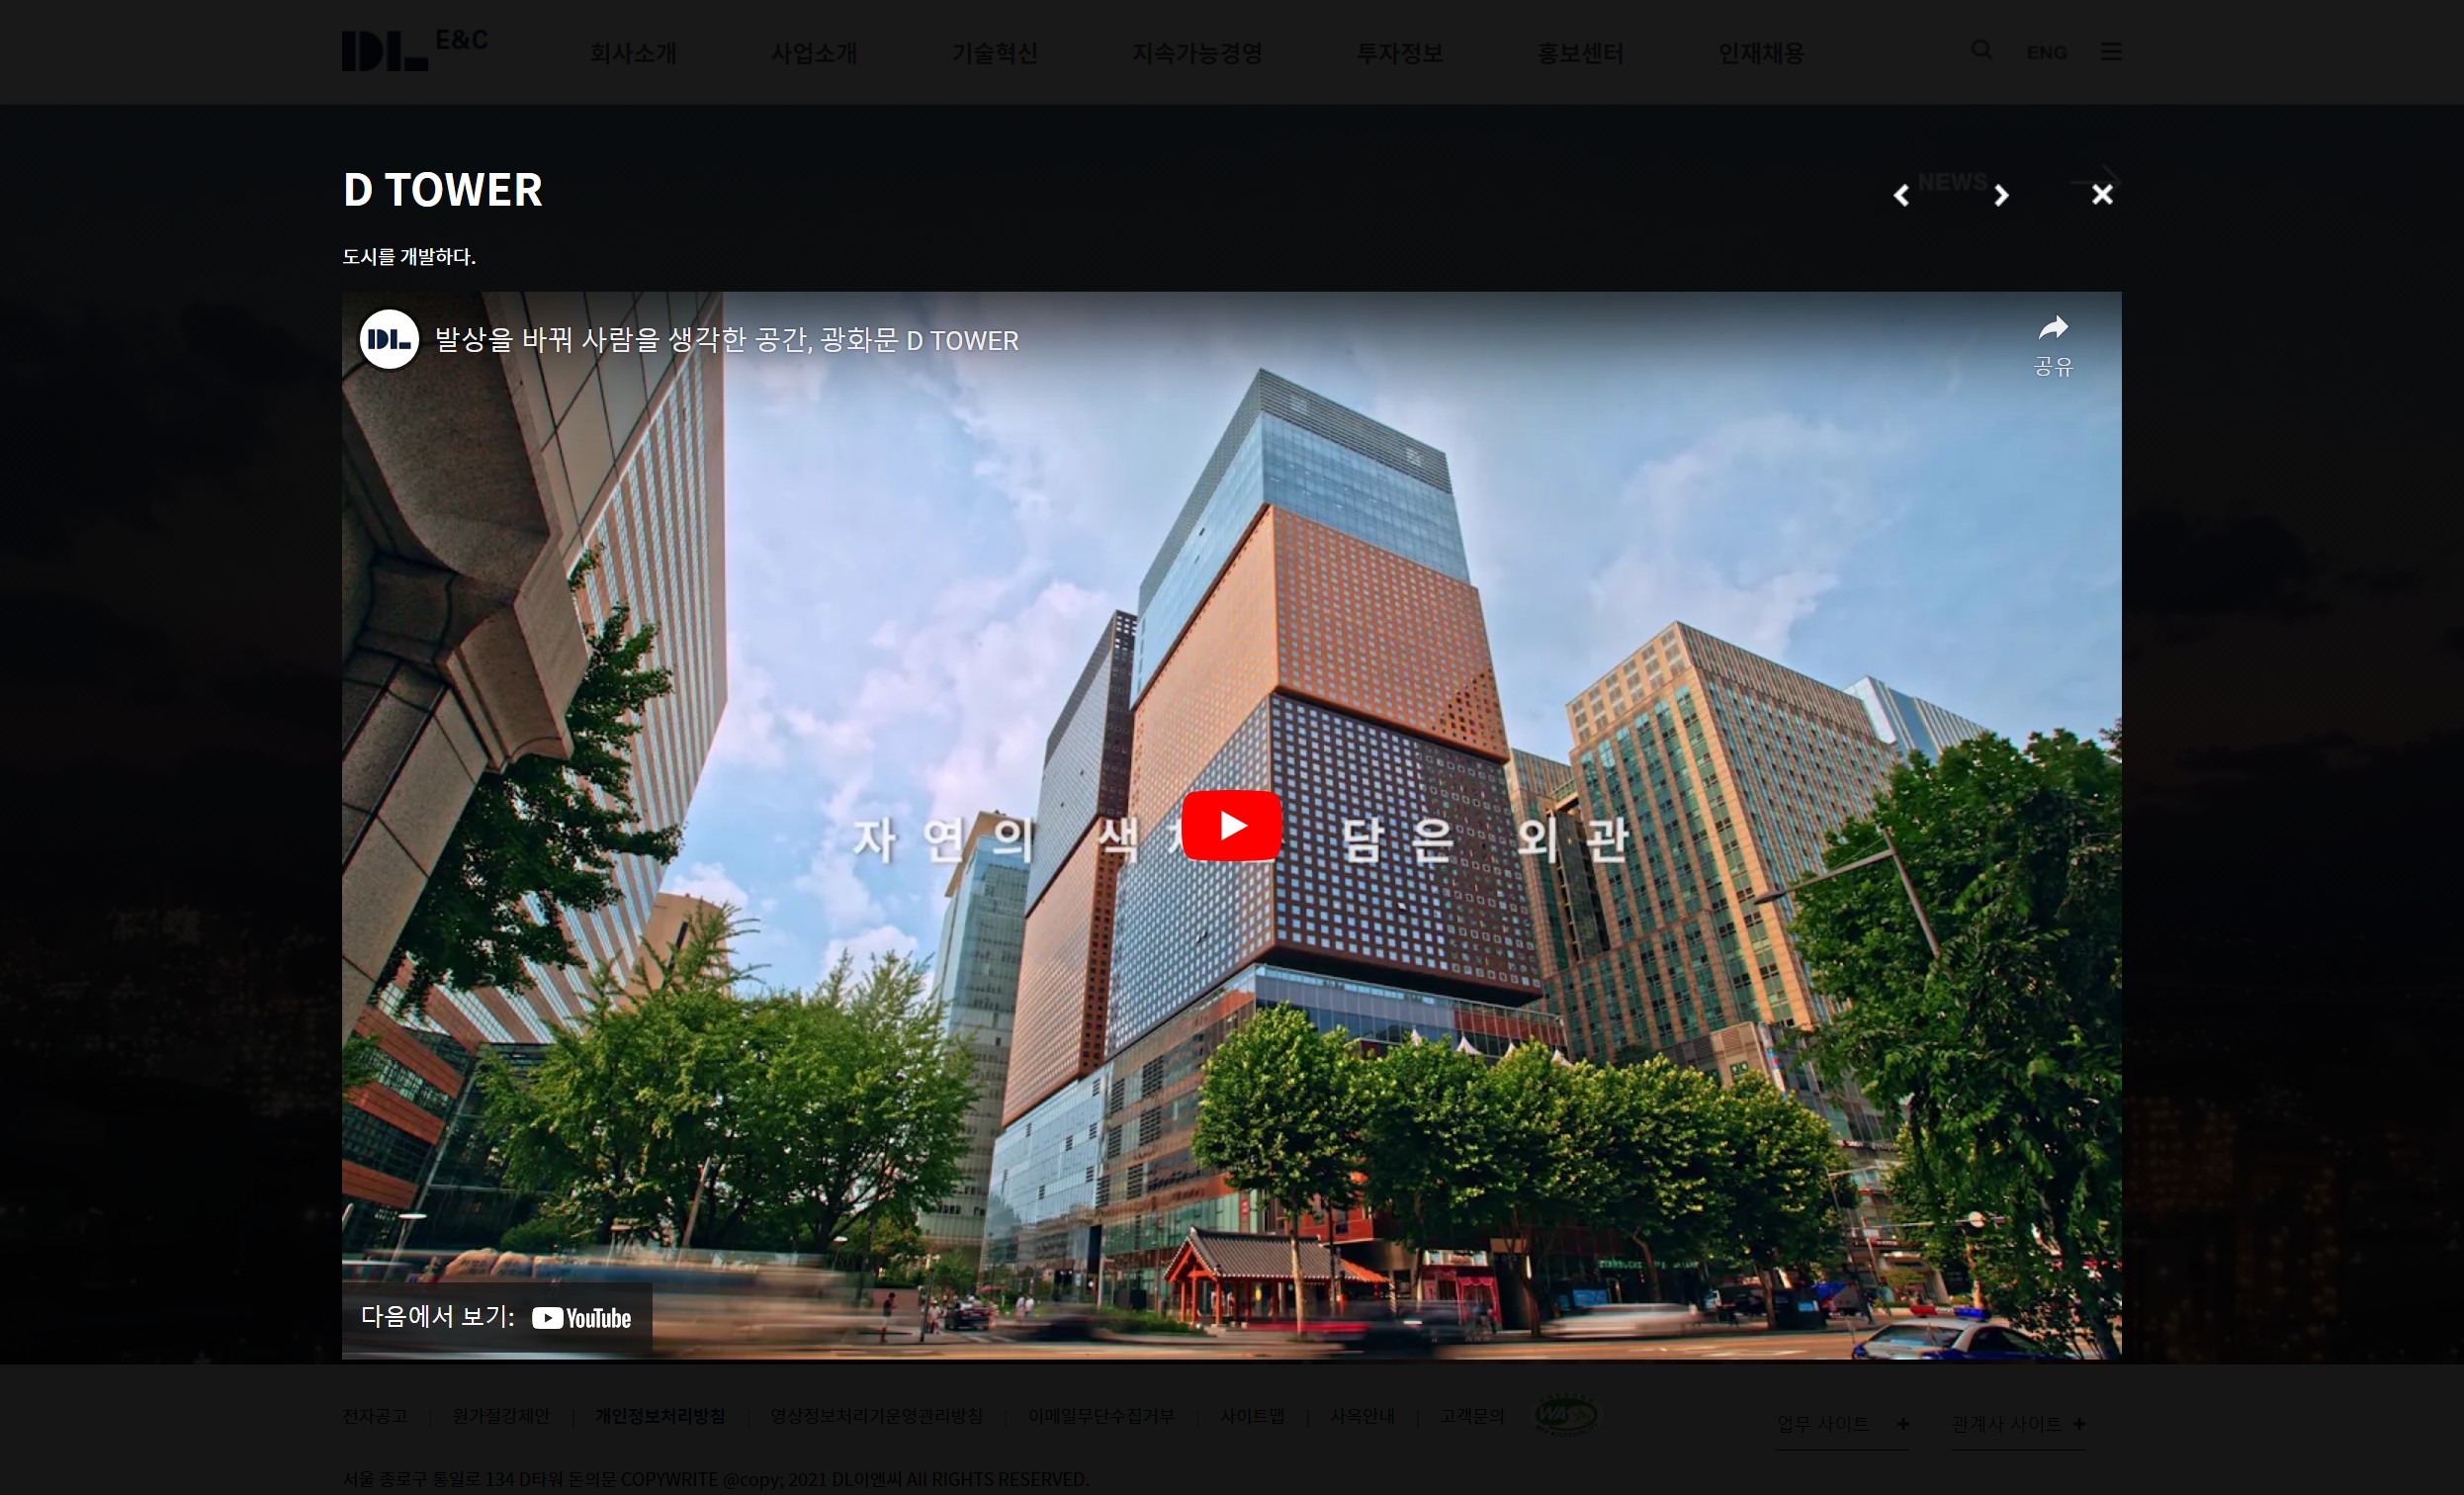 DL E&C
회사소개 사업소개 기술혁신 지속가능경영 투자정보 홍보센터 인재채용 ENG
D TOWER
NEWS
도시를 개발하다.
DL
발상을 바꿔 사람을 생각한 공간, 광화문 D TOWER
공유
자연의 색 담은 외관
다음에서 보기: YouTube
전자공고 | 원가절감제안 | 개인정보처리방침 | 영상정보처리기운영관리방침 | 이메일무단수집거부 | 사이트맵 | 사옥안내 | 고객문의
WA
업무 사이트 +
관계사 사이트 +
서울 종로구 통일로 134 D타워 돈의문 COPYWRITE @copy; 2021 DL이앤씨 All RIGHTS RESERVED.